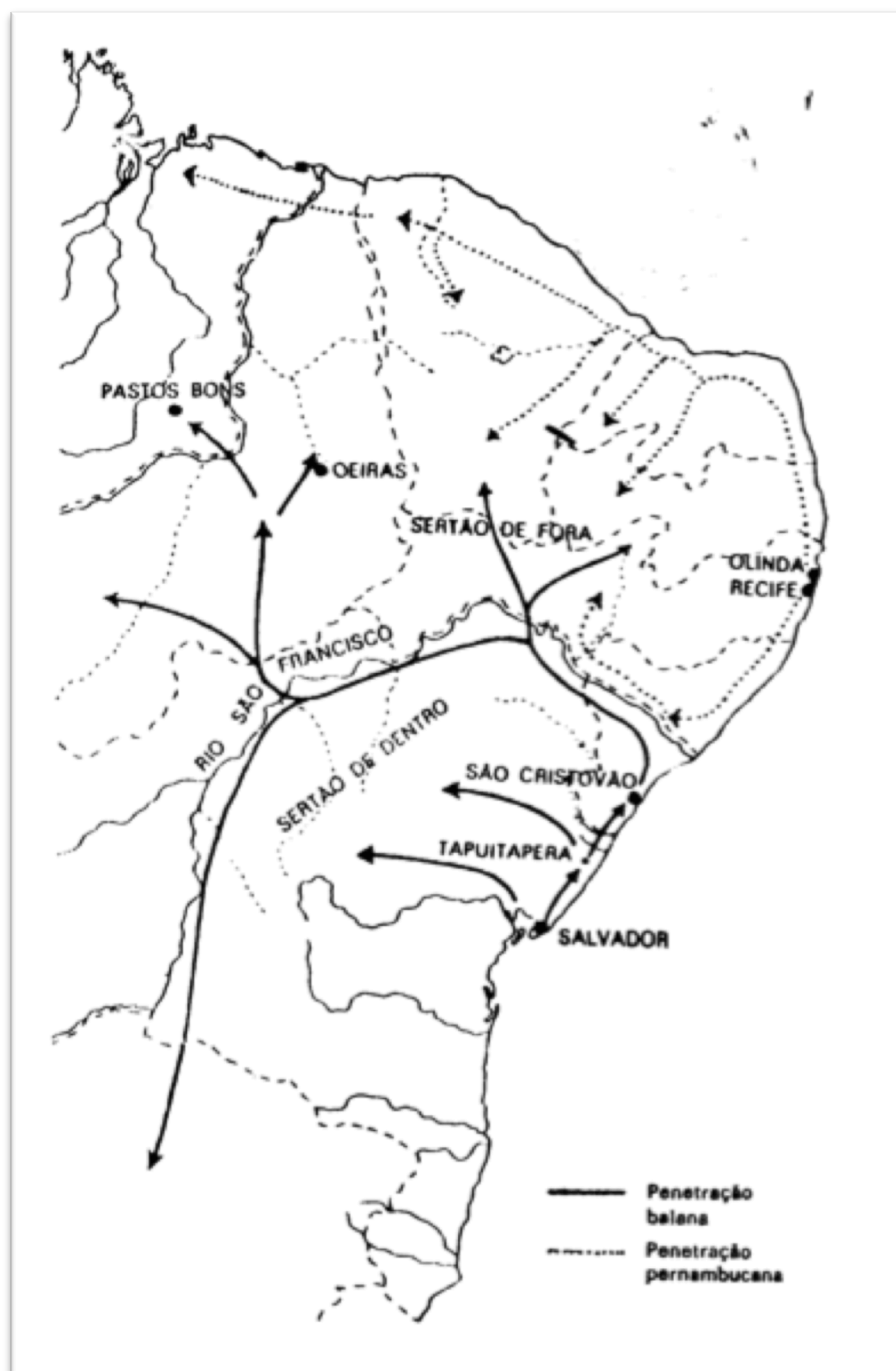 PASTOS BONS
OEIRAS
SERTÃO DE FORA
OLINDA
RECIFE
RIO SÃO FRANCISCO
SERTÃO DE DENTRO
SÃO CRISTOVÃO
TAPUITAPERA
SALVADOR
Penetração
baiana
Penetração
pernambucana